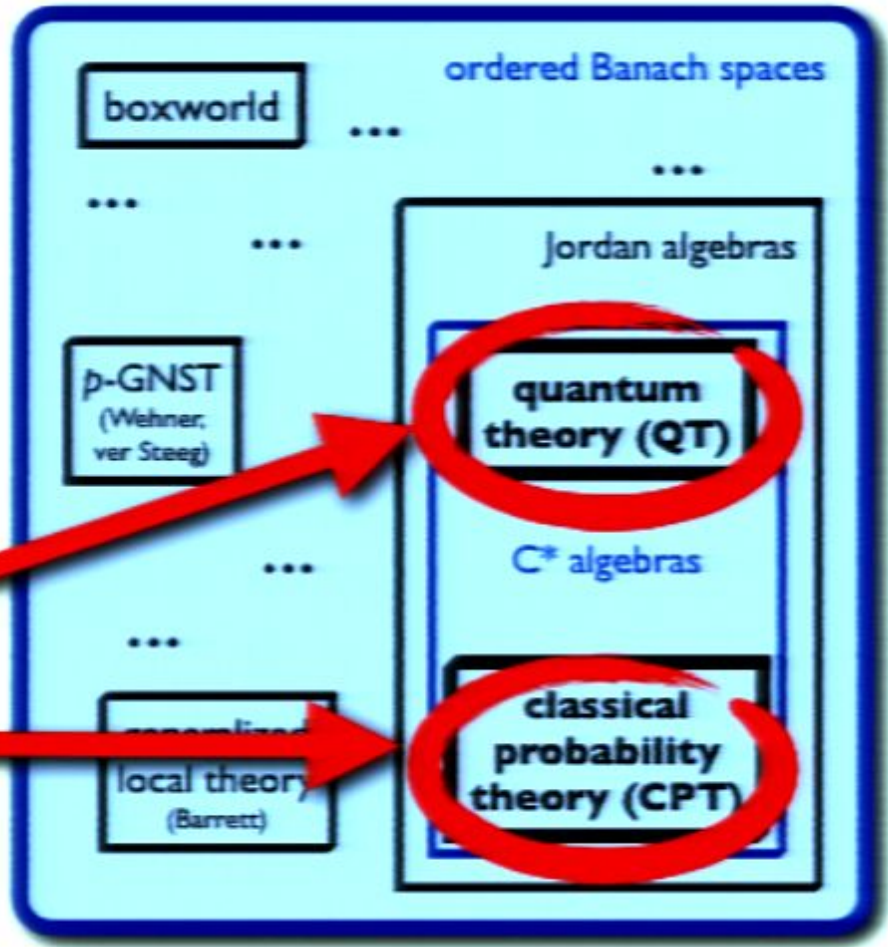 ordered Banach spaces
boxworld
...
...
...
...
Jordan algebras
p-GNST
(Wehner,
ver Steeg)
quantum
theory (QT)
...
C* algebras
...
classical
probability
theory (CPT)
local theory
(Barrett)